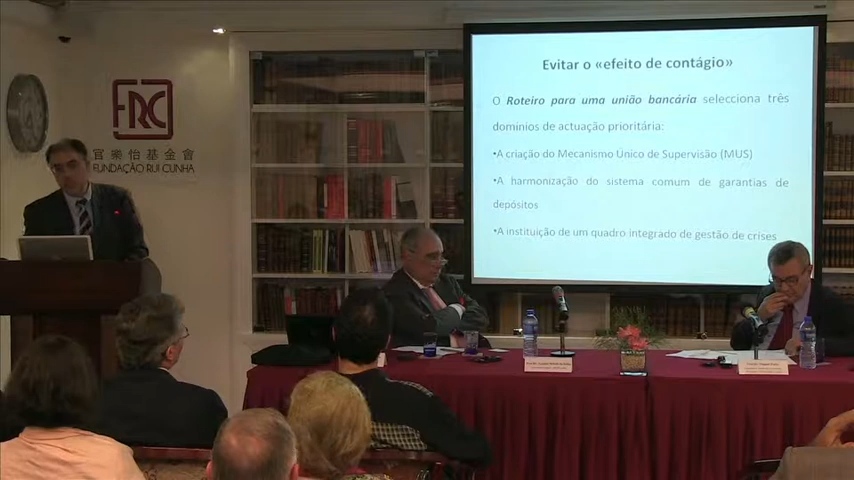 FRC
官樂怡基金會
FUNDAÇÃO RUI CUNHA
Evitar o «efeito de contágio»
O Roteiro para uma união bancária selecciona três
domínios de actuação prioritária:
•A criação do Mecanismo Único de Supervisão (MUS)
•A harmonização do sistema comum de garantias de
depósitos
•A instituição de um quadro integrado de gestão de crises